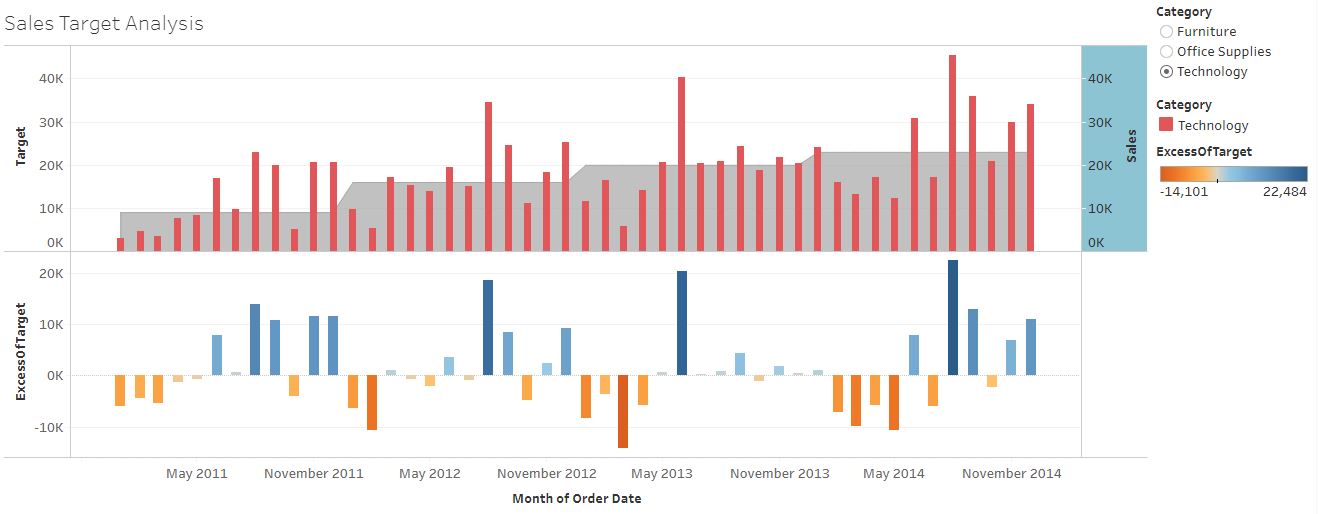 Sales Target Analysis
Target
40K
30K
20K
10K
0K
40K
30K
20K
10K
0K
Sales
ExcessOfTarget
20K
10K
0K
-10K
May 2011
November 2011
May 2012
November 2012
May 2013
November 2013
May 2014
November 2014
Month of Order Date
Category
Furniture
Office Supplies
Technology
Category
Technology
ExcessOfTarget
-14,101 22,484